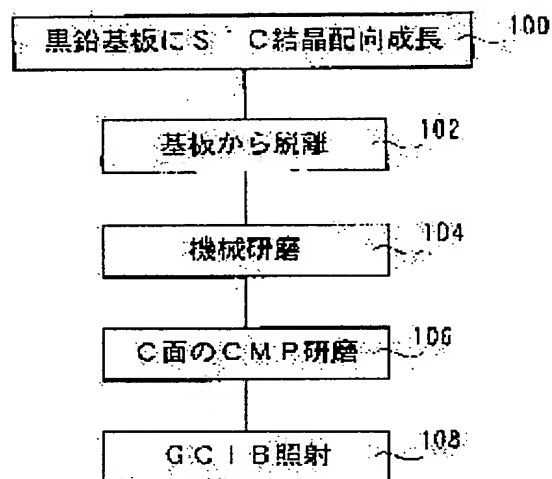 黒鉛基板にS C結晶配向成長 100
基板から脱離 102
機械研磨 104
C面のCMP研磨 106
GCIB照射 108